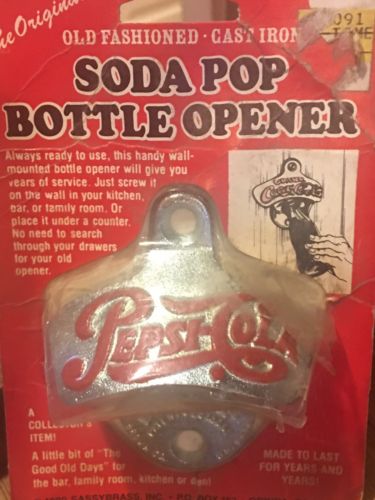 The Original
OLD FASHIONED · CAST IRON
091
SODA POP
BOTTLE OPENER
Always ready to use, this handy wall-
mounted bottle opener will give you
years of service. Just screw it
on the wall in your kitchen,
bar, or family room. Or
place it under a counter.
No need to search
through your drawers
for your old
opener.
Coca-Cola
PEPSI-COLA
A
COLLECTOR'S
ITEM!
A little bit of "The
Good Old Days" for
the bar, family room, kitchen or den!
MADE TO LAST
FOR YEARS AND
YEARS!
INC. · P.O. BOX